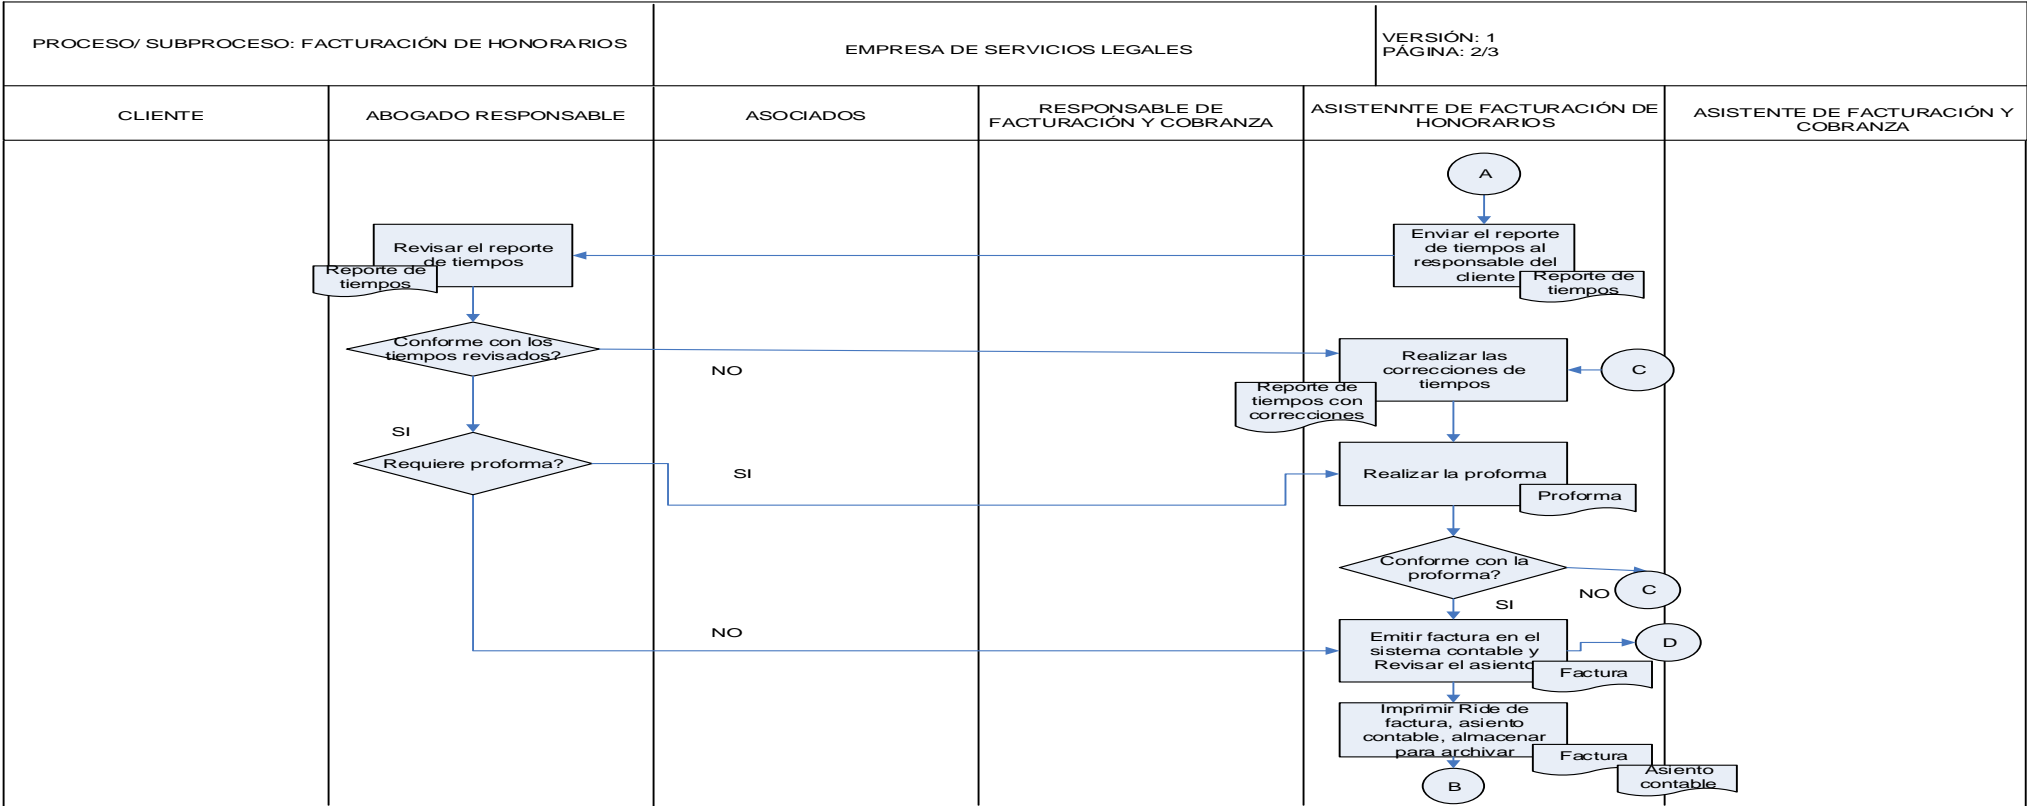 PROCESO/ SUBPROCESO: FACTURACIÓN DE HONORARIOS
EMPRESA DE SERVICIOS LEGALES
VERSIÓN: 1
PÁGINA: 2/3
CLIENTE
ABOGADO RESPONSABLE
ASOCIADOS
RESPONSABLE DE
FACTURACIÓN Y COBRANZA
ASISTENNTE DE FACTURACIÓN DE
HONORARIOS
ASISTENTE DE FACTURACIÓN Y
COBRANZA
A
Enviar el reporte
de tiempos al
responsable del
cliente
Reporte de
tiempos
Revisar el reporte
de tiempos
Reporte de
tiempos
Conforme con los
tiempos revisados?
NO
Realizar las
correcciones de
tiempos
C
Reporte de
tiempos con
correcciones
SI
Requiere proforma?
SI
Realizar la proforma
Proforma
Conforme con la
proforma?
NO
C
SI
NO
Emitir factura en el
sistema contable y
Revisar el asiento
D
Factura
Imprimir Ride de
factura, asiento
contable, almacenar
para archivar
Factura
Asiento
contable
B